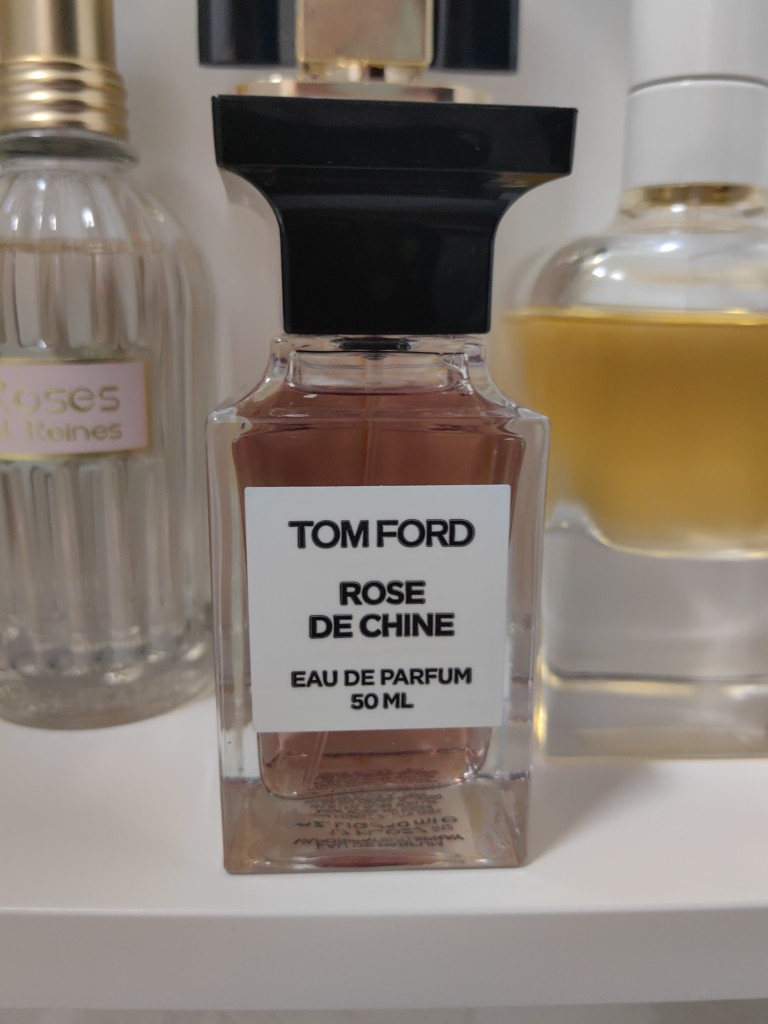 TOM FORD
ROSE
DE CHINE
EAU DE PARFUM
50 ML
Roses
Reines